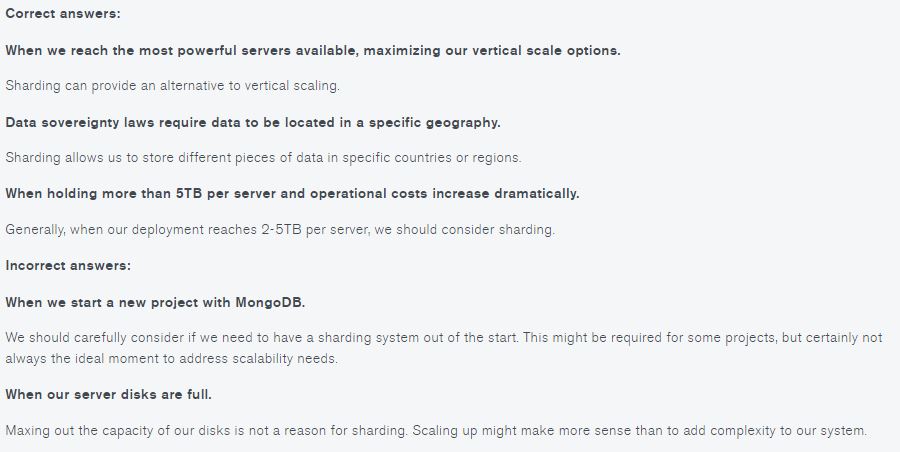 Correct answers:
When we reach the most powerful servers available, maximizing our vertical scale options.
Sharding can provide an alternative to vertical scaling.
Data sovereignty laws require data to be located in a specific geography.
Sharding allows us to store different pieces of data in specific countries or regions.
When holding more than 5TB per server and operational costs increase dramatically.
Generally, when our deployment reaches 2-5TB per server, we should consider sharding.
Incorrect answers:
When we start a new project with MongoDB.
We should carefully consider if we need to have a sharding system out of the start. This might be required for some projects, but certainly not
always the ideal moment to address scalability needs.
When our server disks are full.
Maxing out the capacity of our disks is not a reason for sharding. Scaling up might make more sense than to add complexity to our system.